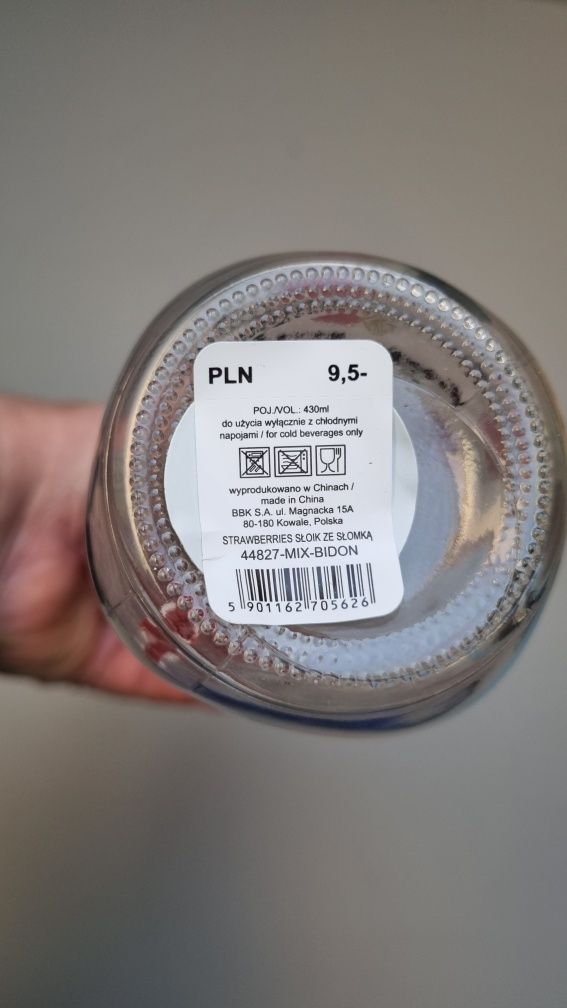 PLN 9,5-
POJ./VOL.: 430ml
do użycia wyłącznie z chłodnymi
napojami / for cold beverages only
wyprodukowano w Chinach /
made in China
BBK S.A. ul. Magnacka 15A
80-180 Kowale, Polska
STRAWBERRIES SŁOIK ZE SŁOMKĄ
44827-MIX-BIDON
5 901162 705626